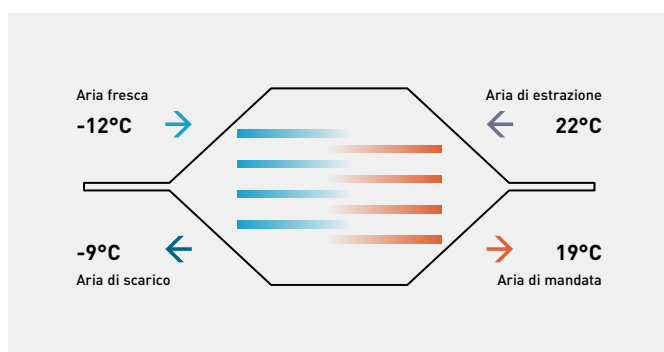 Aria fresca
-12°C
Aria di estrazione
22°C
-9°C
Aria di scarico
19°C
Aria di mandata